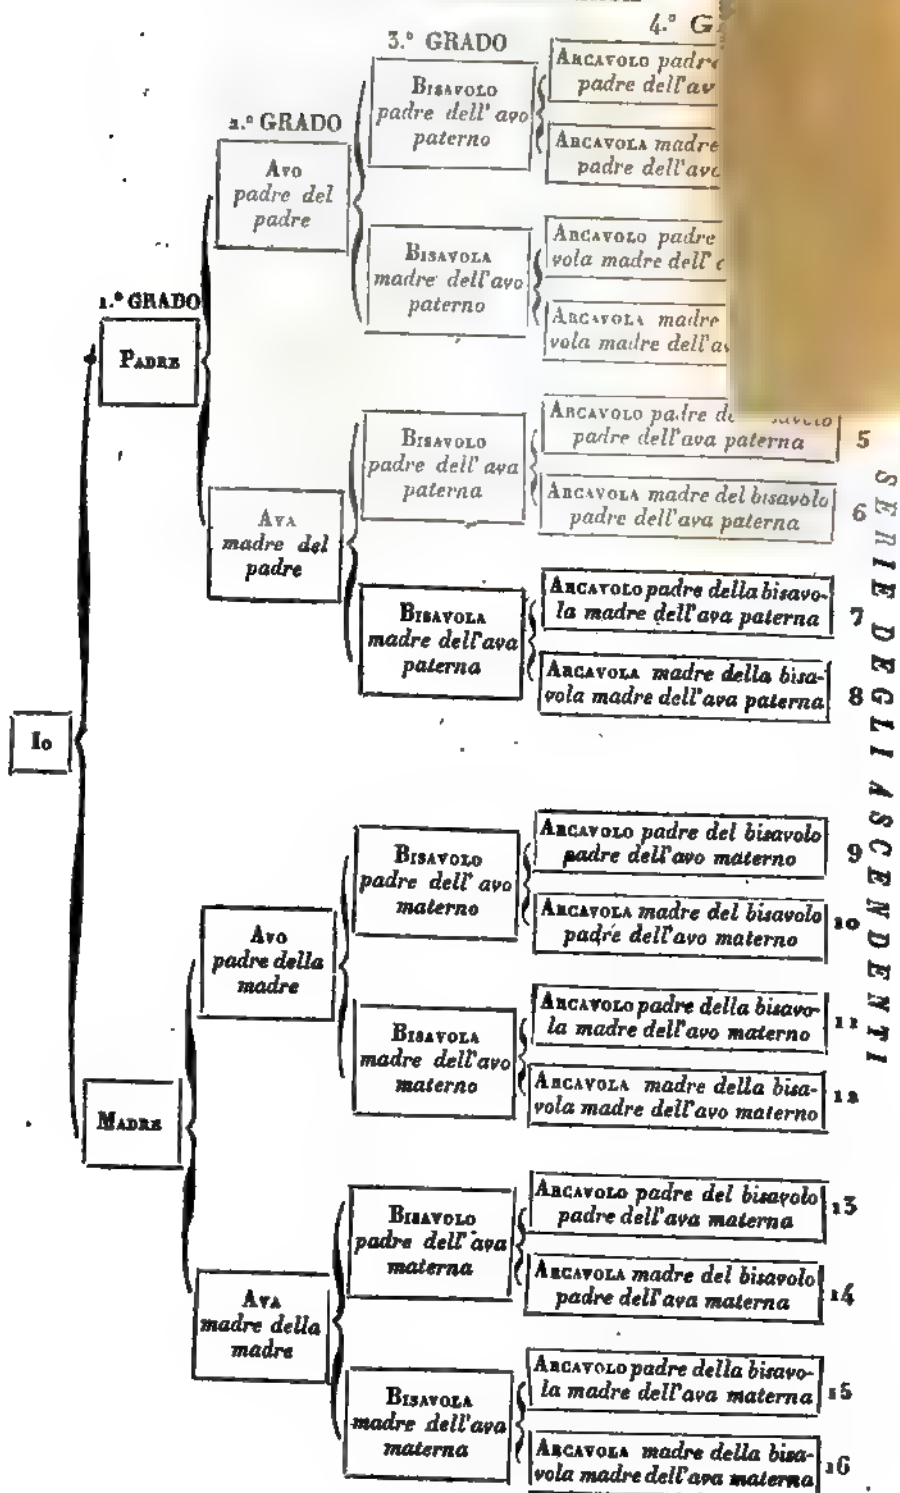 3.° GRADO
4.°
2.° GRADO
1.° GRADO
Io
PADRE
MADRE
AVO
padre del
padre
AVA
madre del
padre
AVO
padre della
madre
AVA
madre della
madre
BISAVOLO
padre dell' avo
paterno
BISAVOLA
madre dell'avo
paterno
BISAVOLO
padre dell' ava
paterna
BISAVOLA
madre dell'ava
paterna
BISAVOLO
padre dell' avo
materno
BISAVOLA
madre dell'avo
materno
BISAVOLO
padre dell'ava
materna
BISAVOLA
madre dell'ava
materna
ARCAVOLO padre
padre dell'av
ARCAVOLA madre
padre dell'avo
ARCAVOLO padre
vola madre dell'
ARCAVOLA madre
vola madre dell'av
ARCAVOLO padre
padre dell'ava paterna 5
ARCAVOLA madre del bisavolo
padre dell'ava paterna 6
ARCAVOLO padre della bisavo-
la madre dell'ava paterna 7
ARCAVOLA madre della bisa-
vola madre dell'ava paterna 8
ARCAVOLO padre del bisavolo
padre dell'avo materno 9
ARCAVOLA madre del bisavolo
padre dell'avo materno 10
ARCAVOLO padre della bisavo-
la madre dell'avo materno 11
ARCAVOLA madre della bisa-
vola madre dell'avo materno 12
ARCAVOLO padre del bisavolo
padre dell'ava materna 13
ARCAVOLA madre del bisavolo
padre dell'ava materna 14
ARCAVOLO padre della bisavo-
la madre dell'ava materna 15
ARCAVOLA madre della bisa-
vola madre dell'ava materna 16
SERIE DEGLI ASCENDENTI